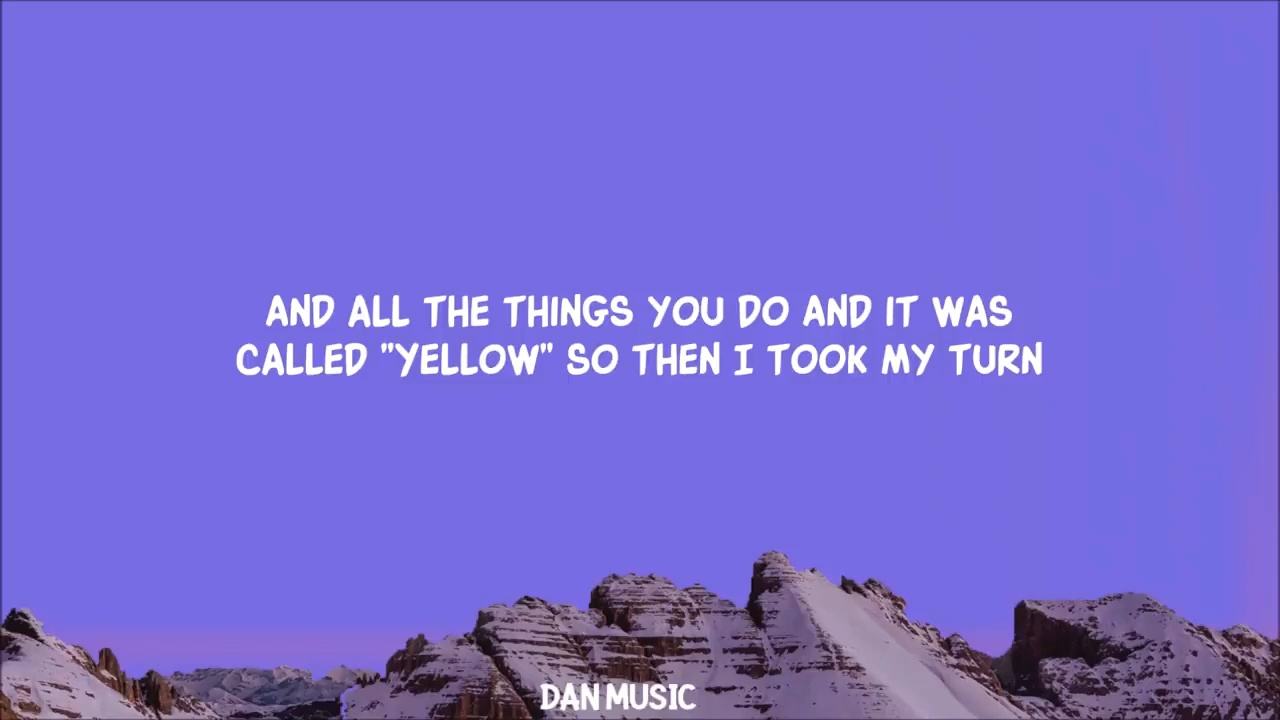 AND ALL THE THINGS YOU DO AND IT WAS
CALLED "YELLOW" SO THEN I TOOK MY TURN
DAN MUSIC